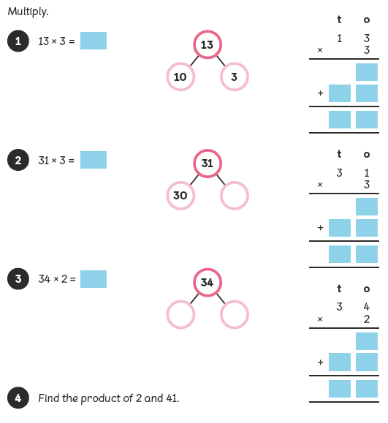 Multiply.
1 13 × 3 =
13
10 3
t o
1 3
× 3
+
2 31 × 3 =
31
30
t o
3 1
× 3
+
3 34 × 2 =
34
t o
3 4
× 2
+
4 Find the product of 2 and 41.